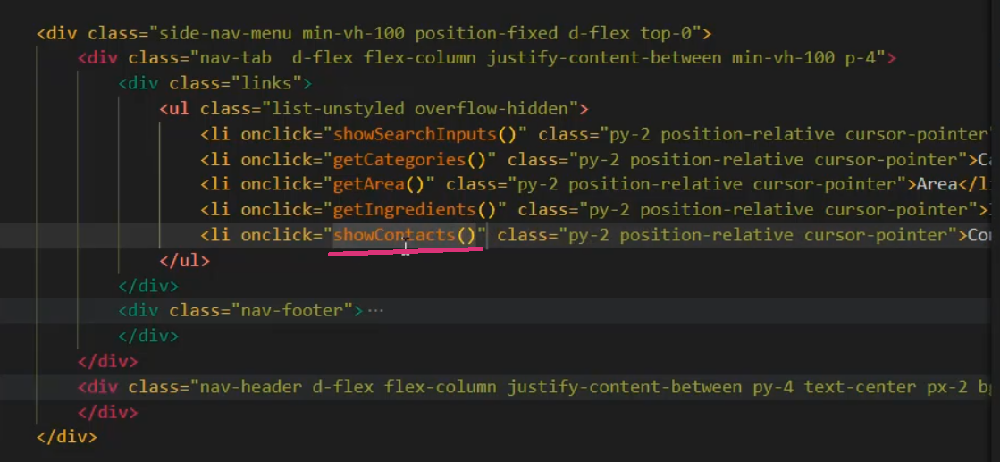 <div class="side-nav-menu min-vh-100 position-fixed d-flex top-0">
<div class="nav-tab  d-flex flex-column justify-content-between min-vh-100 p-4">
<div class="links">
<ul class="list-unstyled overflow-hidden">
<li onclick="showSearchInputs()" class="py-2 position-relative cursor-pointer"
<li onclick="getCategories()" class="py-2 position-relative cursor-pointer">Ca
<li onclick="getArea()" class="py-2 position-relative cursor-pointer">Area</li
<li onclick="getIngredients()" class="py-2 position-relative cursor-pointer">
<li onclick="showContacts()" class="py-2 position-relative cursor-pointer">Con
</ul>
</div>
<div class="nav-footer">···
</div>
</div>
<div class="nav-header d-flex flex-column justify-content-between py-4 text-center px-2 b
</div>
</div>